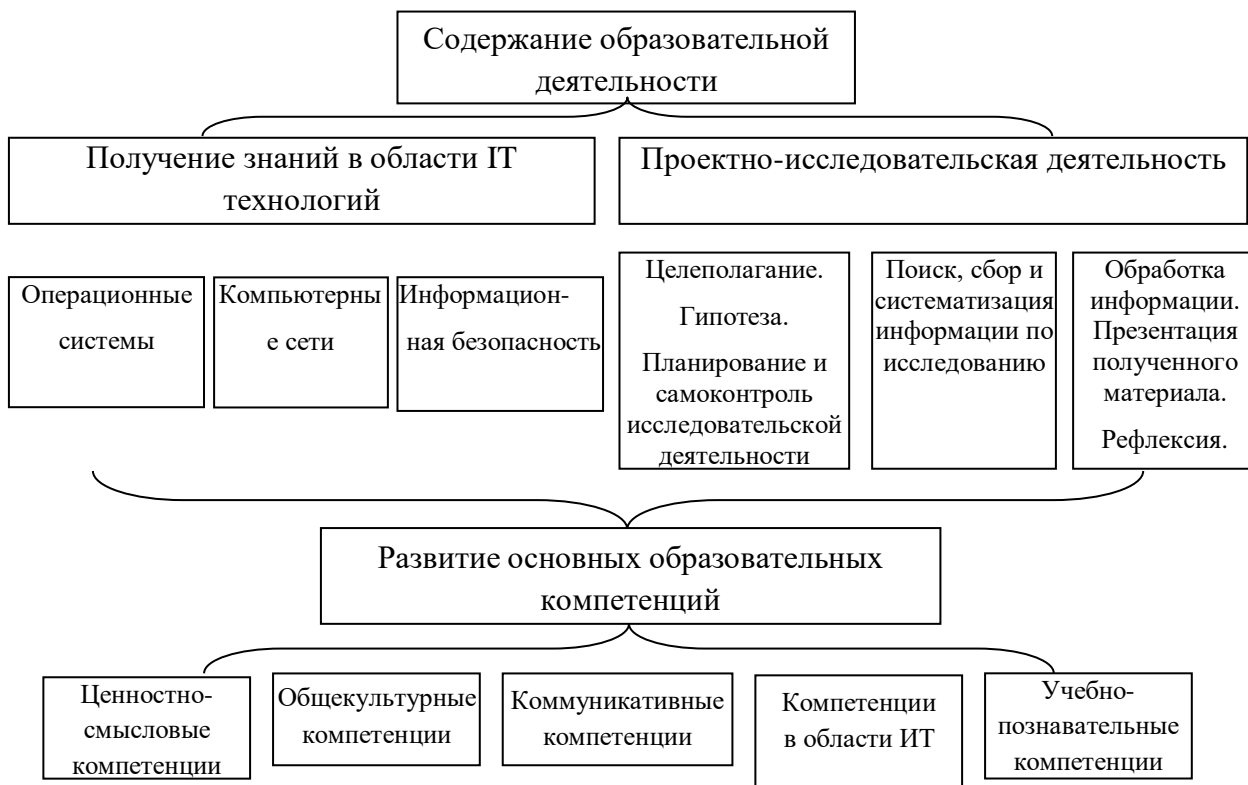 Содержание образовательной
деятельности
Получение знаний в области IT
технологий
Проектно-исследовательская деятельность
Операционные
системы
Компьютерны
е сети
Информацион-
ная безопасность
Целеполагание.
Гипотеза.
Планирование и
самоконтроль
исследовательской
деятельности
Поиск, сбор и
систематизация
информации по
исследованию
Обработка
информации.
Презентация
полученного
материала.
Рефлексия.
Развитие основных образовательных
компетенций
Ценностно-
смысловые
компетенции
Общекультурные
компетенции
Коммуникативные
компетенции
Компетенции
в области ИТ
Учебно-
познавательные
компетенции